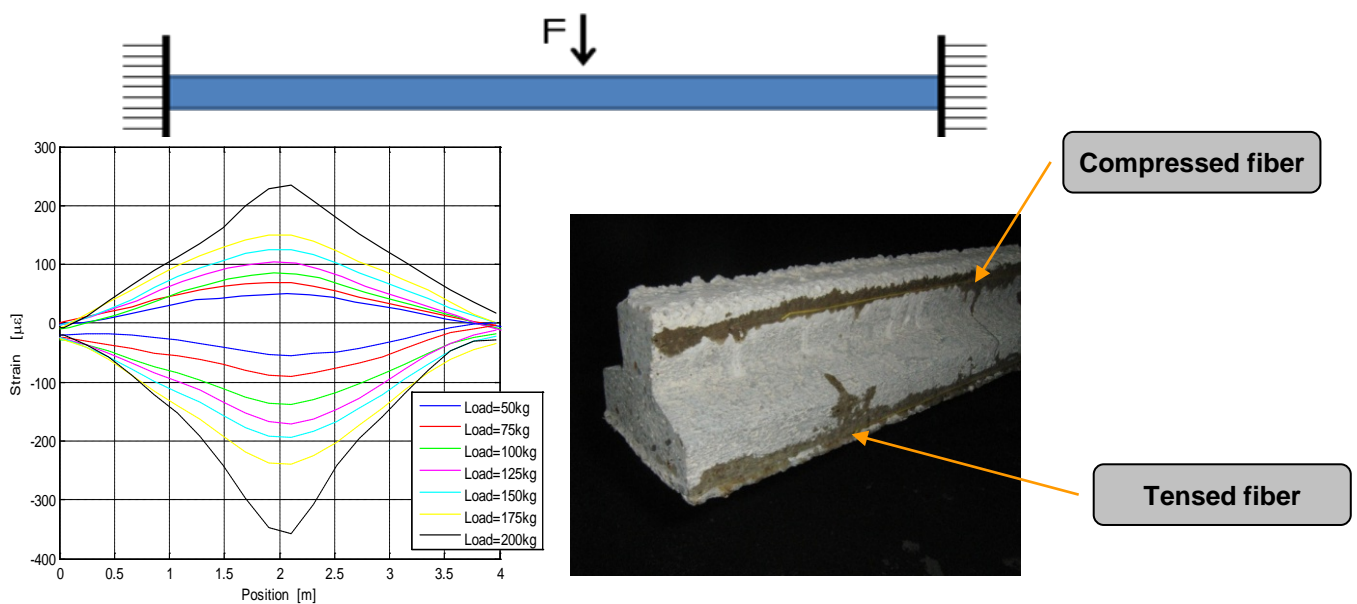 F
300
200
100
0
-100
-200
-300
-400
Strain [µε]
0 0.5 1 1.5 2 2.5 3 3.5 4
Position [m]
Load=50kg
Load=75kg
Load=100kg
Load=125kg
Load=150kg
Load=175kg
Load=200kg
Compressed fiber
Tensed fiber